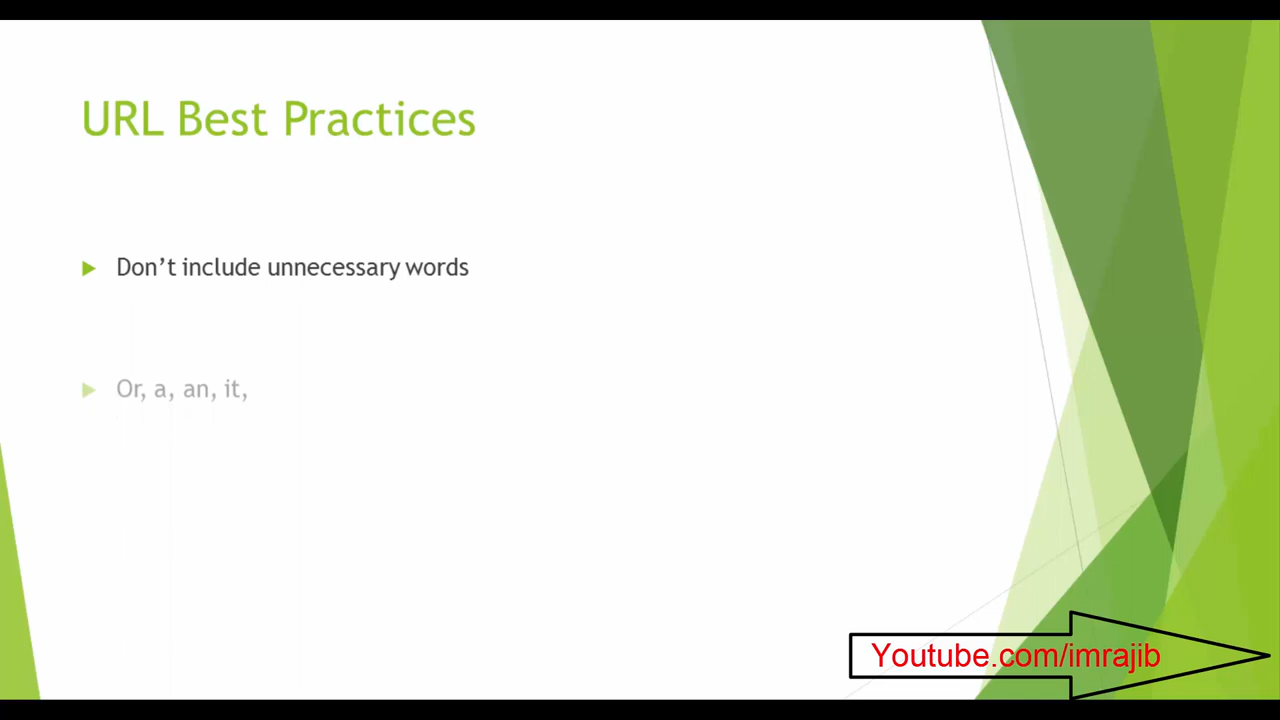 URL Best Practices
Don’t include unnecessary words
Or, a, an, it,
Youtube.com/imrajib